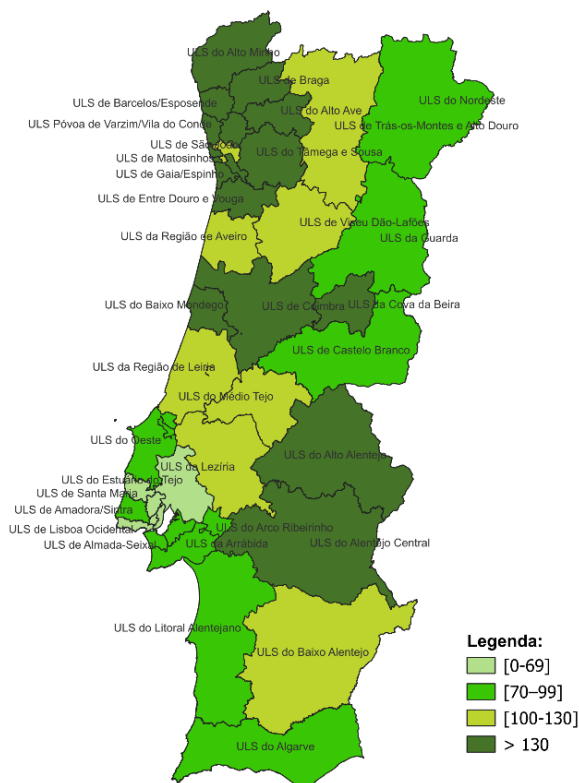 ULS do Alto Minho
ULS de Braga
ULS de Barcelos/Esposende
ULS do Nordeste
ULS do Alto Ave
ULS Póvoa de Varzim/Vila do Conde
ULS de Trás-os-Montes e Alto Douro
ULS de São João
ULS do Tâmega e Sousa
ULS de Matosinhos
ULS de Gaia/Espinho
ULS de Entre Douro e Vouga
ULS de Viseu Dão-Lafões
ULS da Região de Aveiro
ULS da Guarda
ULS do Baixo Mondego
ULS de Coimbra
ULS da Cova da Beira
ULS de Castelo Branco
ULS da Região de Leiria
ULS do Médio Tejo
ULS do Oeste
ULS do Alto Alentejo
ULS da Lezíria
ULS do Estuário do Tejo
ULS de Santa Maria
ULS de Amadora/Sintra
ULS de Lisboa Ocidental
ULS do Arco Ribeirinho
ULS de Almada-Seixal
ULS da Arrábida
ULS do Alentejo Central
ULS do Litoral Alentejano
ULS do Baixo Alentejo
ULS do Algarve
Legenda:
[0-69]
[70–99]
[100-130]
> 130